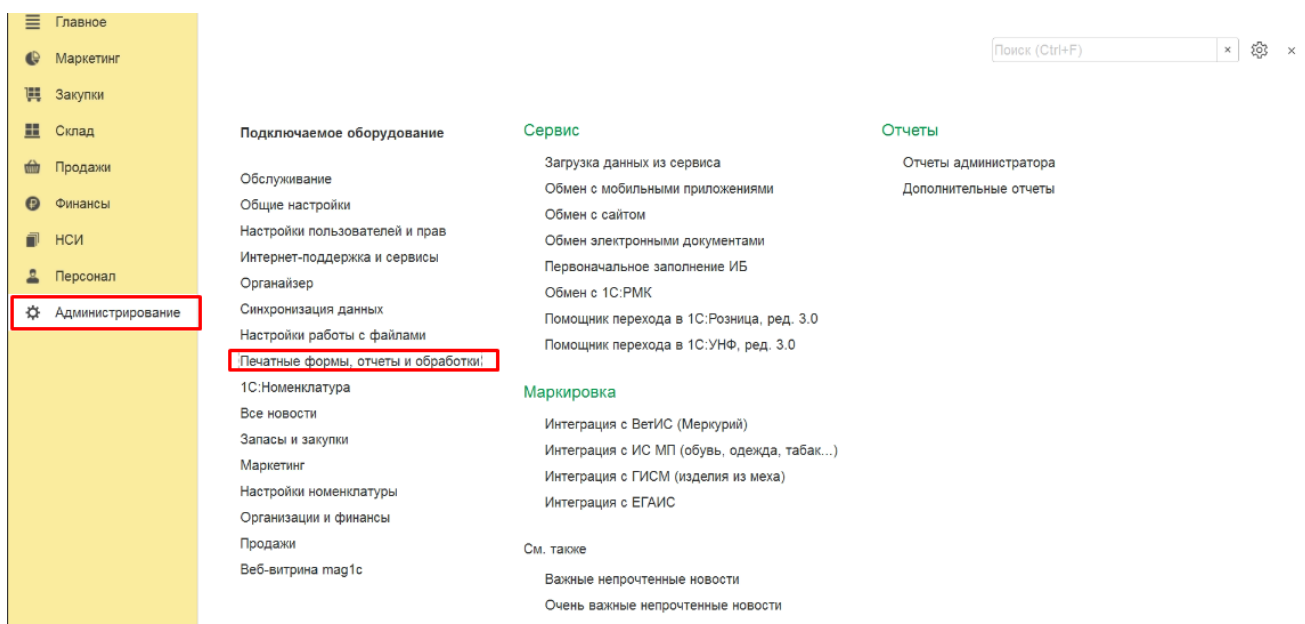 Главное
Маркетинг
Закупки
Склад
Продажи
Финансы
НСИ
Персонал
Администрирование
Поиск (Ctrl+F)
Подключаемое оборудование
Обслуживание
Общие настройки
Настройки пользователей и прав
Интернет-поддержка и сервисы
Органайзер
Синхронизация данных
Настройки работы с файлами
Печатные формы, отчеты и обработки
1С:Номенклатура
Все новости
Запасы и закупки
Маркетинг
Настройки номенклатуры
Организации и финансы
Продажи
Веб-витрина mag1c
Сервис
Загрузка данных из сервиса
Обмен с мобильными приложениями
Обмен с сайтом
Обмен электронными документами
Первоначальное заполнение ИБ
Обмен с 1С:РМК
Помощник перехода в 1С:Розница, ред. 3.0
Помощник перехода в 1С:УНФ, ред. 3.0
Маркировка
Интеграция с ВетИС (Меркурий)
Интеграция с ИС МП (обувь, одежда, табак...)
Интеграция с ГИСМ (изделия из меха)
Интеграция с ЕГАИС
См. также
Важные непрочтенные новости
Очень важные непрочтенные новости
Отчеты
Отчеты администратора
Дополнительные отчеты